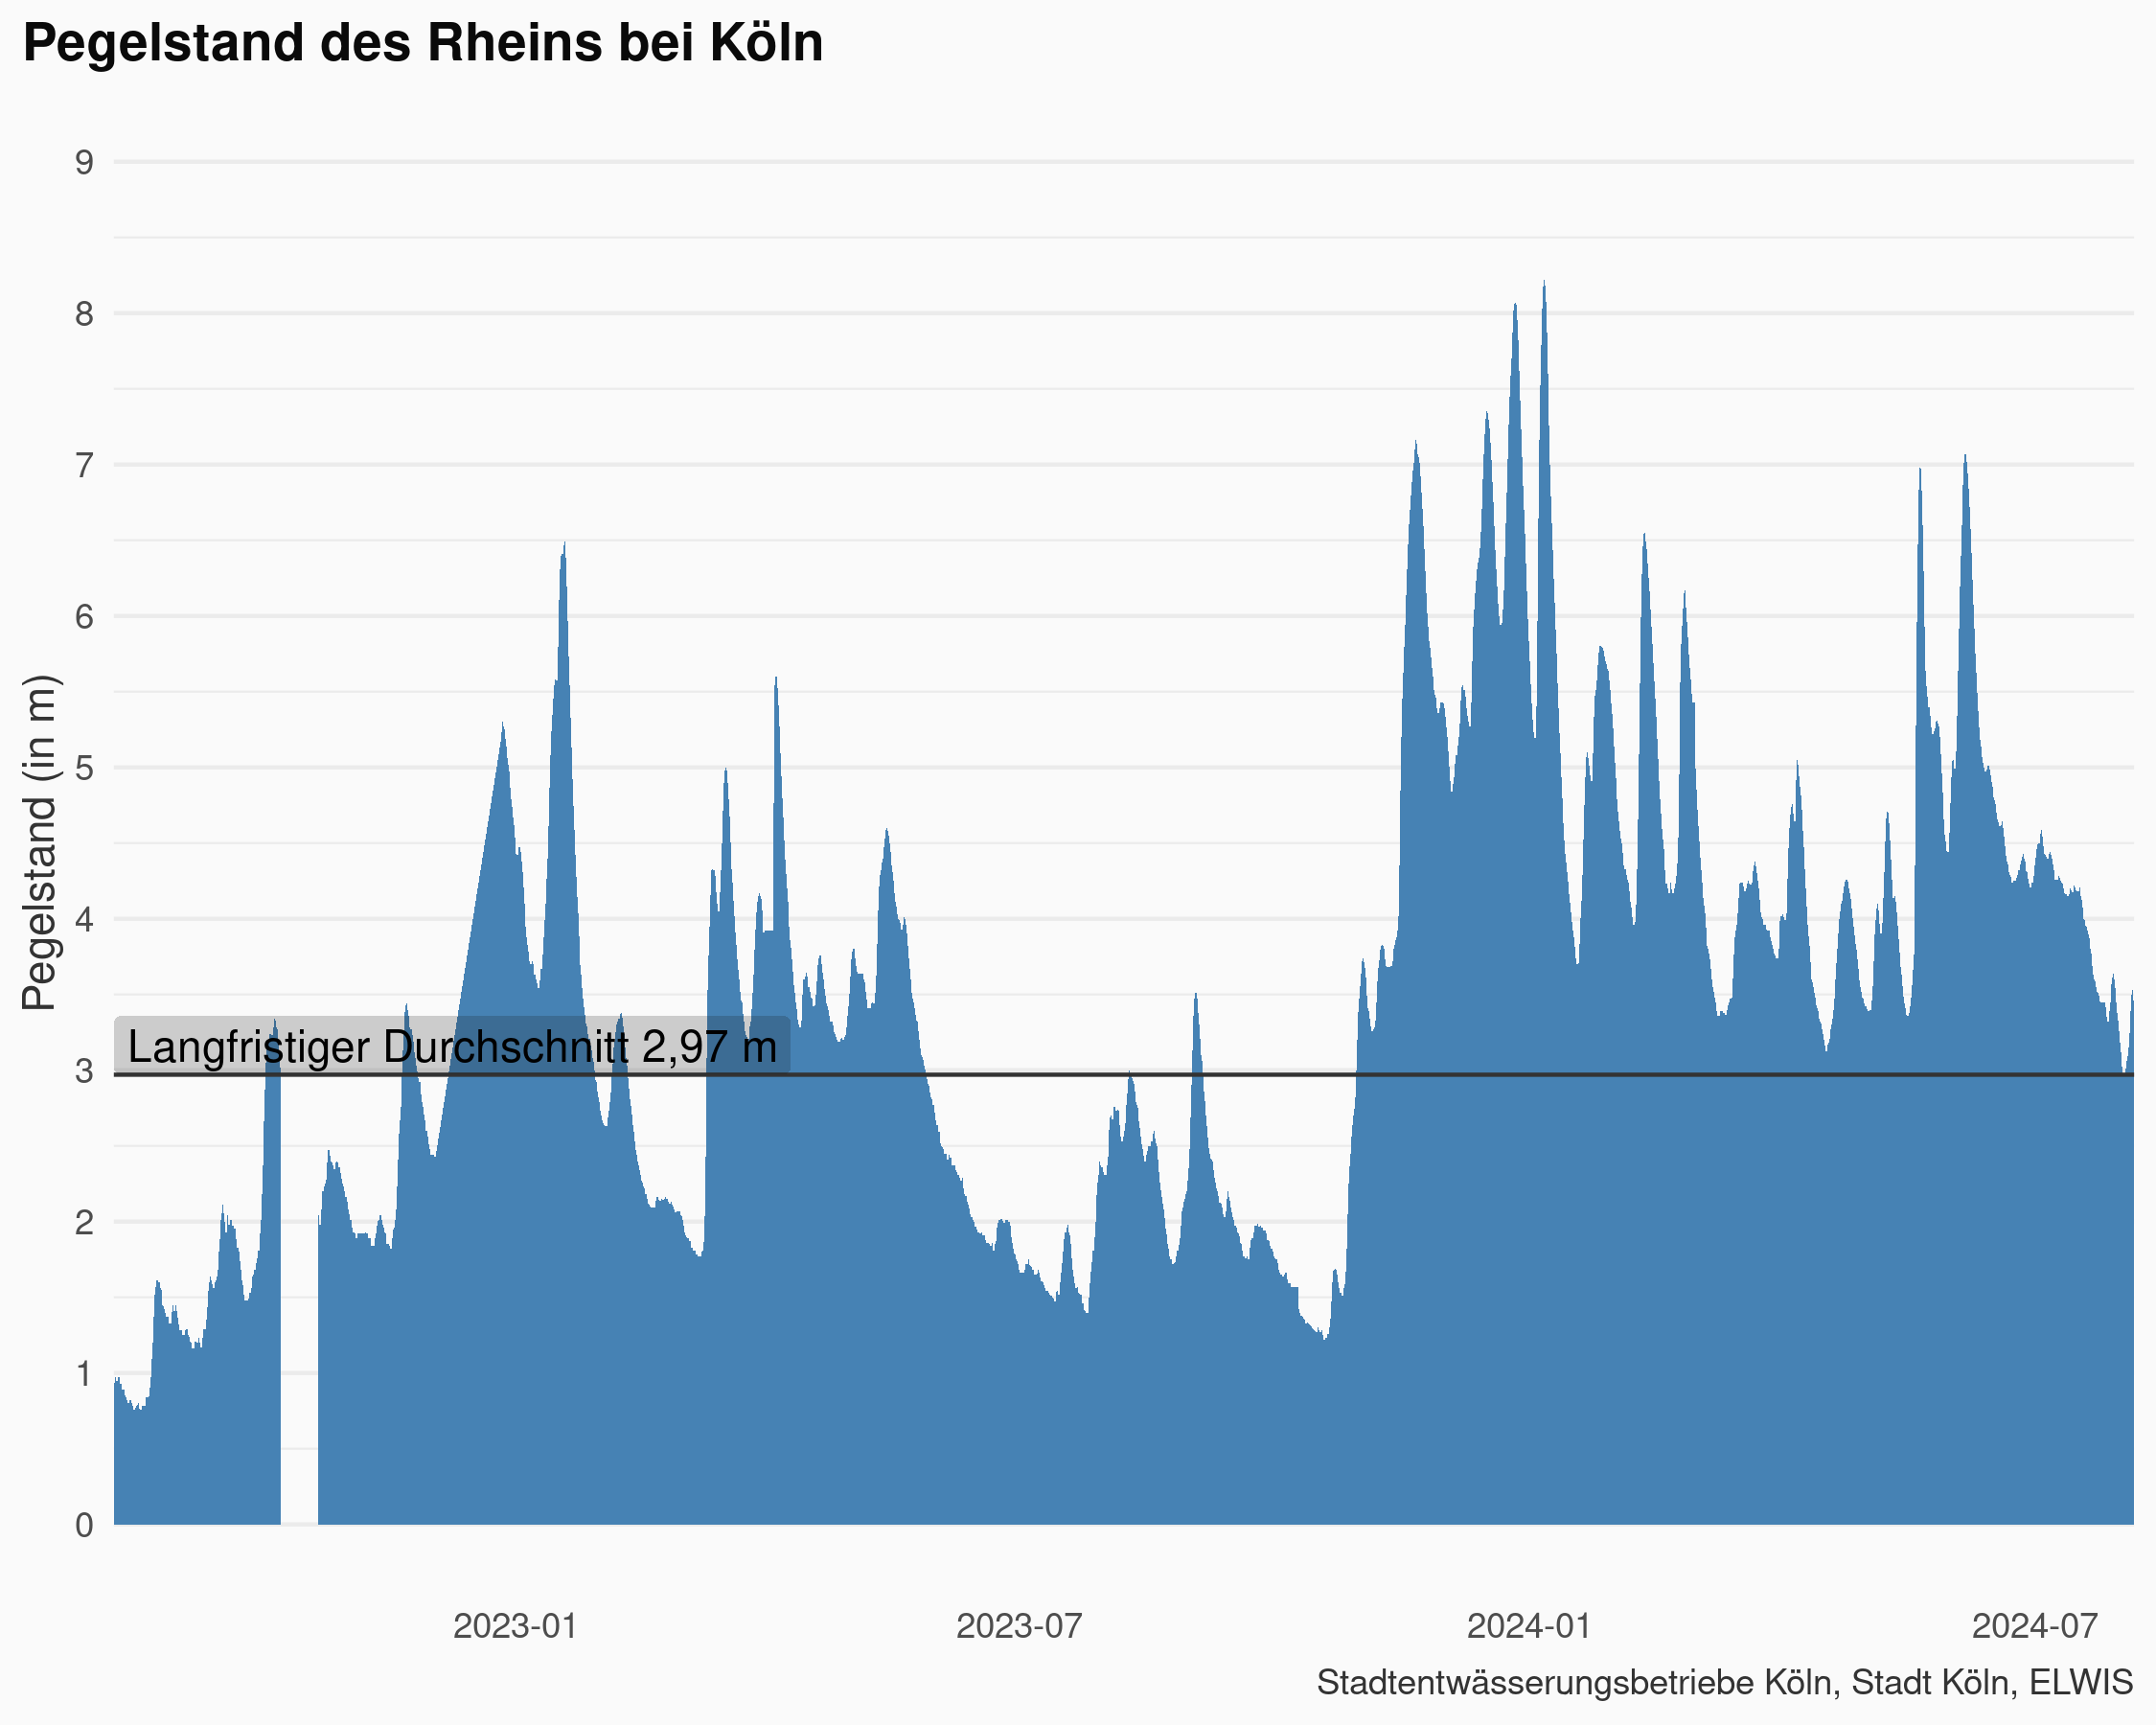 Pegelstand des Rheins bei Köln
9
8
7
6
5
4
3
2
1
0
Pegelstand (in m)
Langfristiger Durchschnitt 2,97 m
2023-01 2023-07 2024-01 2024-07
Stadtentwässerungsbetriebe Köln, Stadt Köln, ELWIS